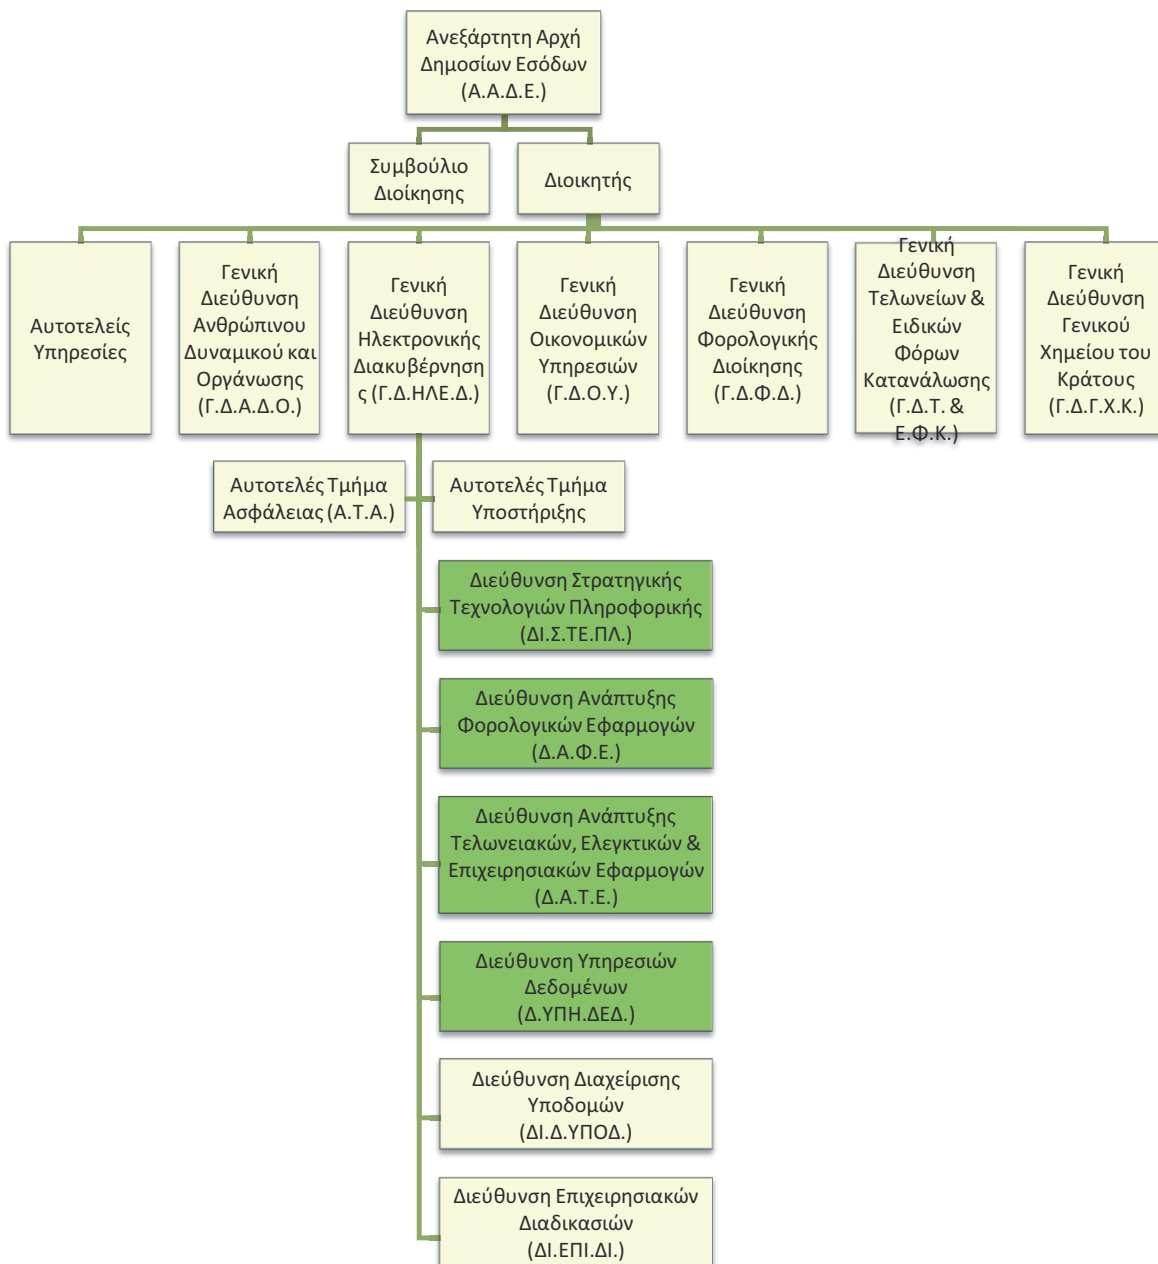 Ανεξάρτητη Αρχή
Δημοσίων Εσόδων
(Α.Α.Δ.Ε.)
Συμβούλιο
Διοίκησης
Διοικητής
Αυτοτελείς
Υπηρεσίες
Γενική
Διεύθυνση
Ανθρώπινου
Δυναμικού και
Οργάνωσης
(Γ.Δ.Α.Δ.Ο.)
Γενική
Διεύθυνση
Ηλεκτρονικής
Διακυβέρνηση
ς (Γ.Δ.ΗΛΕ.Δ.)
Γενική
Διεύθυνση
Οικονομικών
Υπηρεσιών
(Γ.Δ.Ο.Υ.)
Γενική
Διεύθυνση
Φορολογικής
Διοίκησης
(Γ.Δ.Φ.Δ.)
Γενική
Διεύθυνση
Τελωνείων &
Ειδικών
Φόρων
Κατανάλωσης
(Γ.Δ.Τ. &
Ε.Φ.Κ.)
Γενική
Διεύθυνση
Γενικού
Χημείου του
Κράτους
(Γ.Δ.Γ.Χ.Κ.)
Αυτοτελές Τμήμα
Ασφάλειας (Α.Τ.Α.)
Αυτοτελές Τμήμα
Υποστήριξης
Διεύθυνση Στρατηγικής
Τεχνολογιών Πληροφορικής
(ΔΙ.Σ.ΤΕ.ΠΛ.)
Διεύθυνση Ανάπτυξης
Φορολογικών Εφαρμογών
(Δ.Α.Φ.Ε.)
Διεύθυνση Ανάπτυξης
Τελωνειακών, Ελεγκτικών &
Επιχειρησιακών Εφαρμογών
(Δ.Α.Τ.Ε.)
Διεύθυνση Υπηρεσιών
Δεδομένων
(Δ.ΥΠΗ.ΔΕΔ.)
Διεύθυνση Διαχείρισης
Υποδομών
(ΔΙ.Δ.ΥΠΟΔ.)
Διεύθυνση Επιχειρησιακών
Διαδικασιών
(ΔΙ.ΕΠΙ.ΔΙ.)